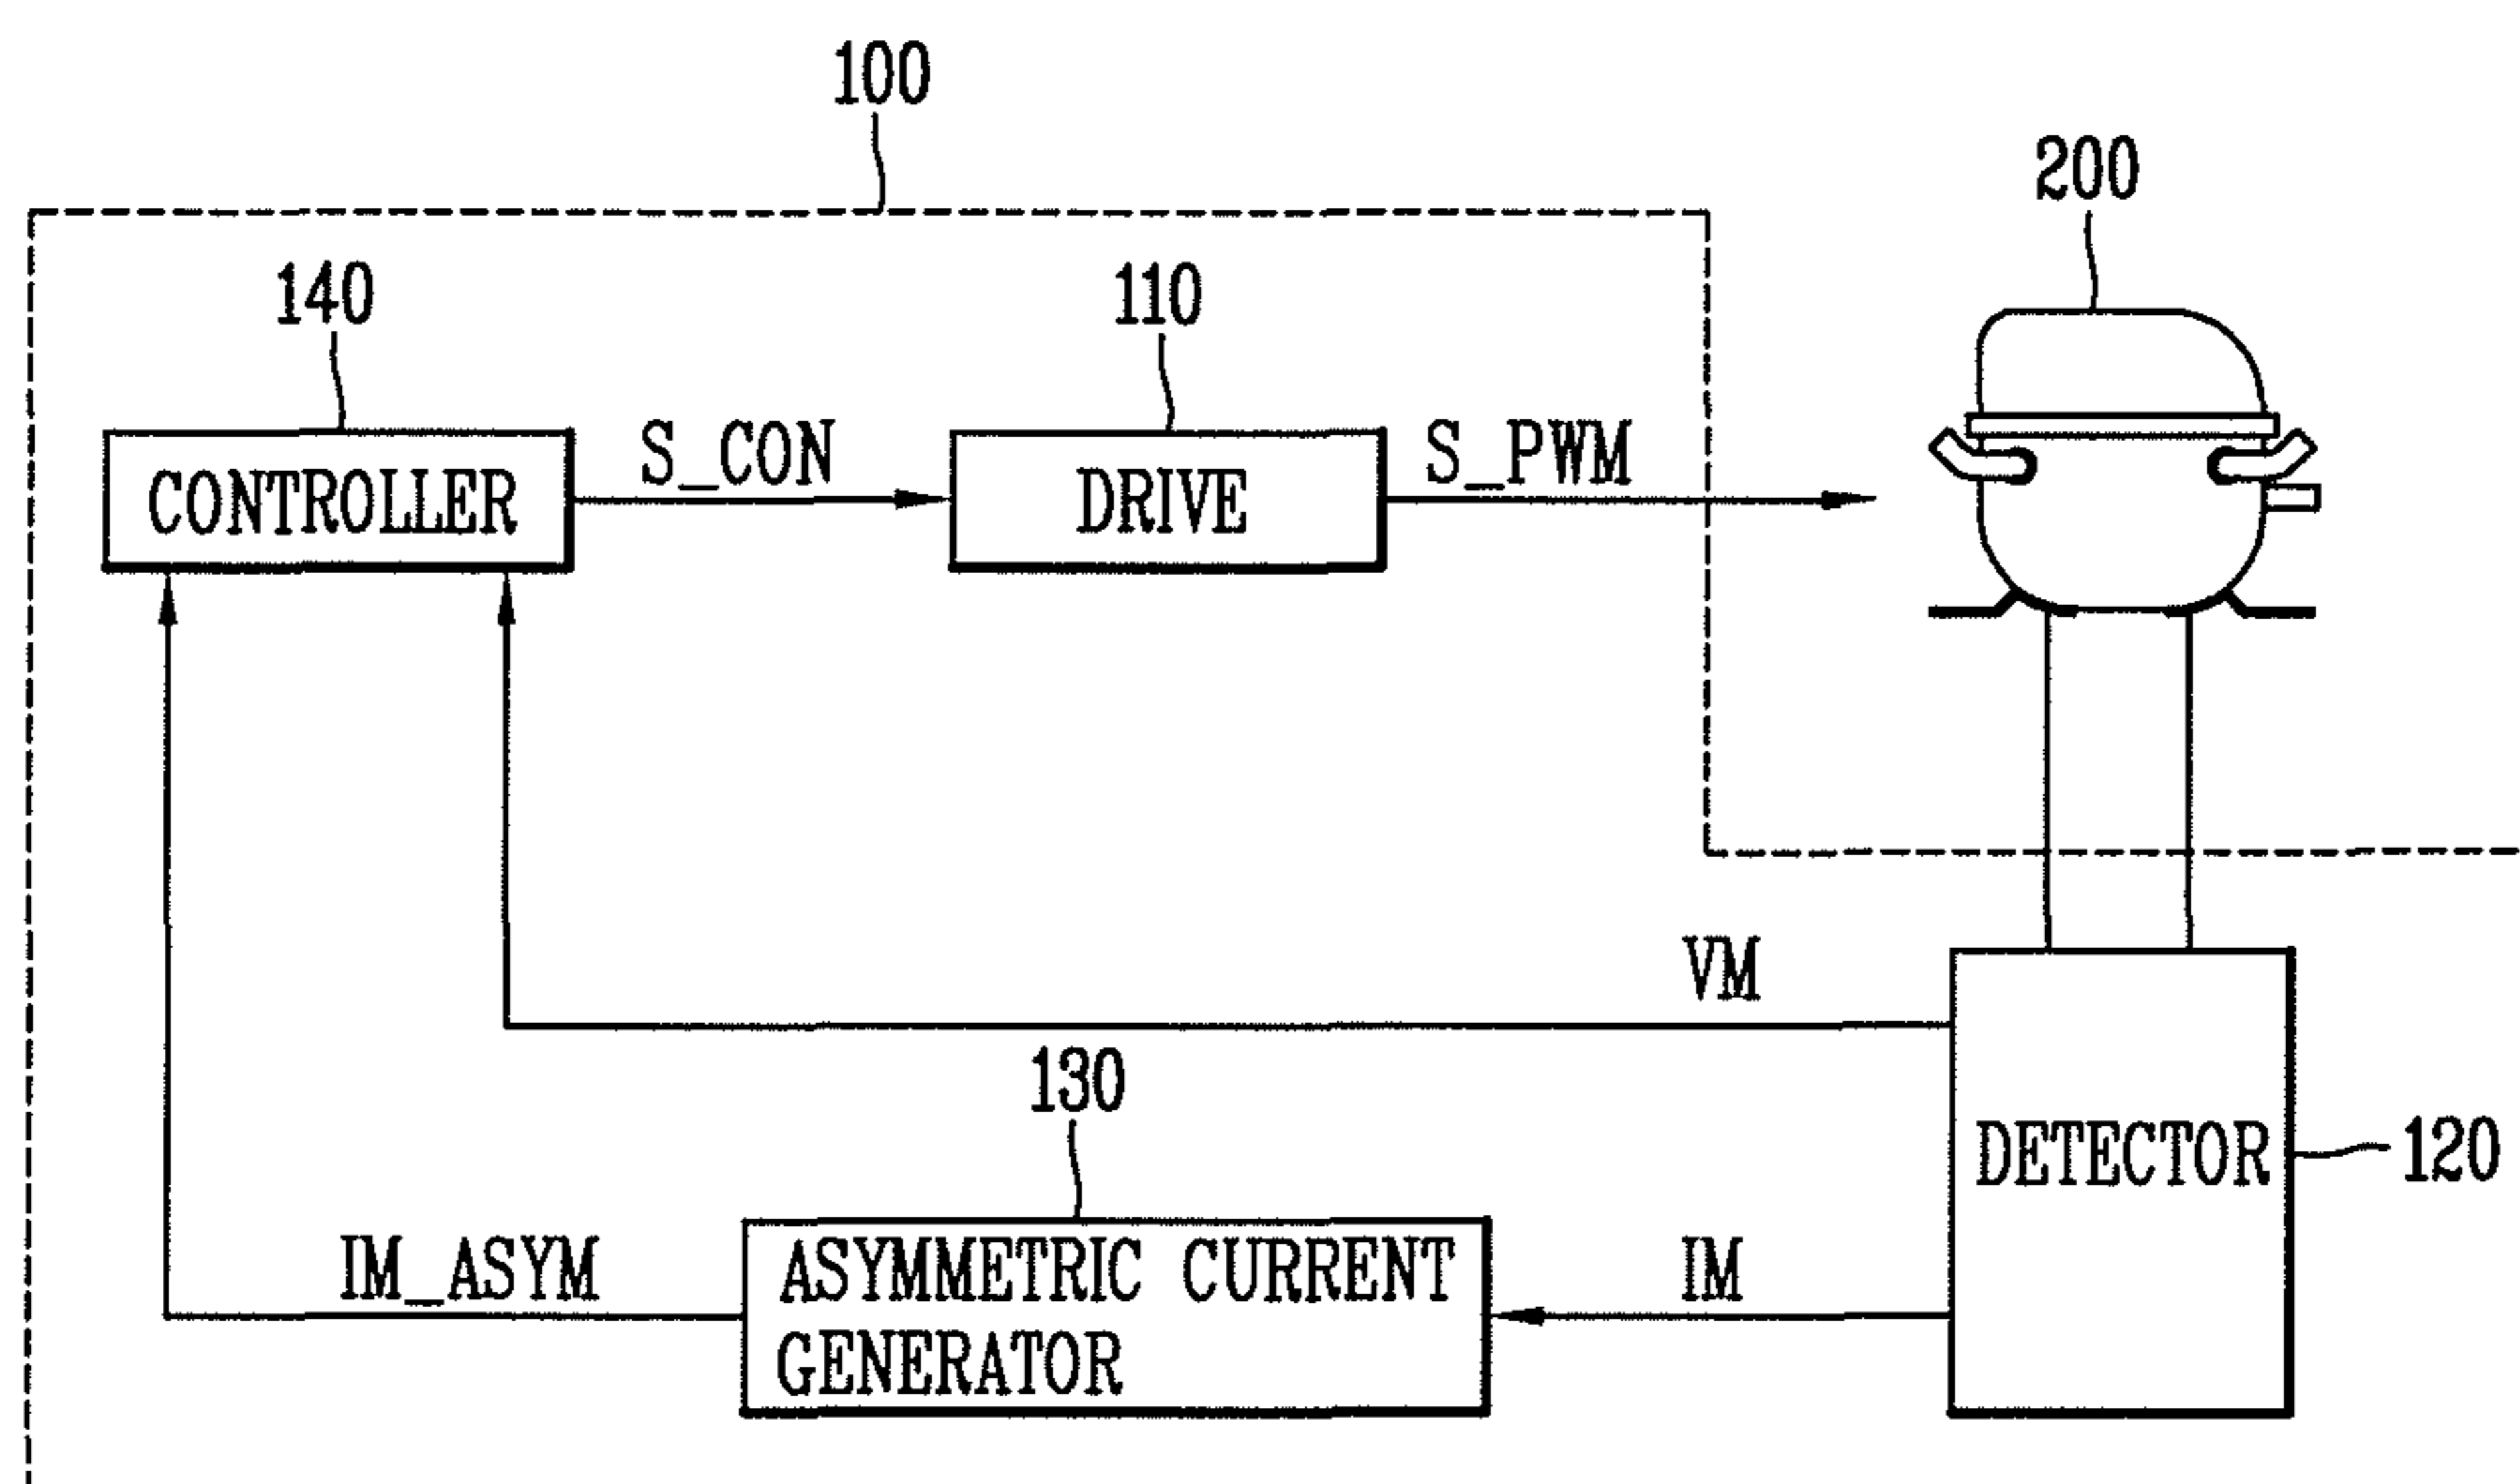 100
200
140
110
S_CON
S_PWM
CONTROLLER
DRIVE
VM
130
DETECTOR
120
IM_ASYM
ASYMMETRIC CURRENT
GENERATOR
IM